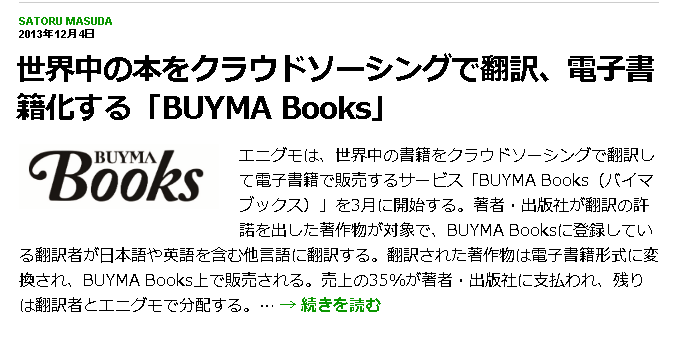 SATORU MASUDA
2013年12月4日
世界中の本をクラウドソーシングで翻訳、電子書
籍化する「BUYMA Books」
BUYMA
Books
エニグモは、世界中の書籍をクラウドソーシングで翻訳し
て電子書籍で販売するサービス「BUYMA Books（バイマ
ブックス）」を3月に開始する。著者・出版社が翻訳の許
諾を出した著作物が対象で、BUYMA Booksに登録してい
る翻訳者が日本語や英語を含む他言語に翻訳する。翻訳された著作物は電子書籍形式に変
換され、BUYMA Books上で販売される。売上の35%が著者・出版社に支払われ、残り
は翻訳者とエニグモで分配する。… → 続きを読む